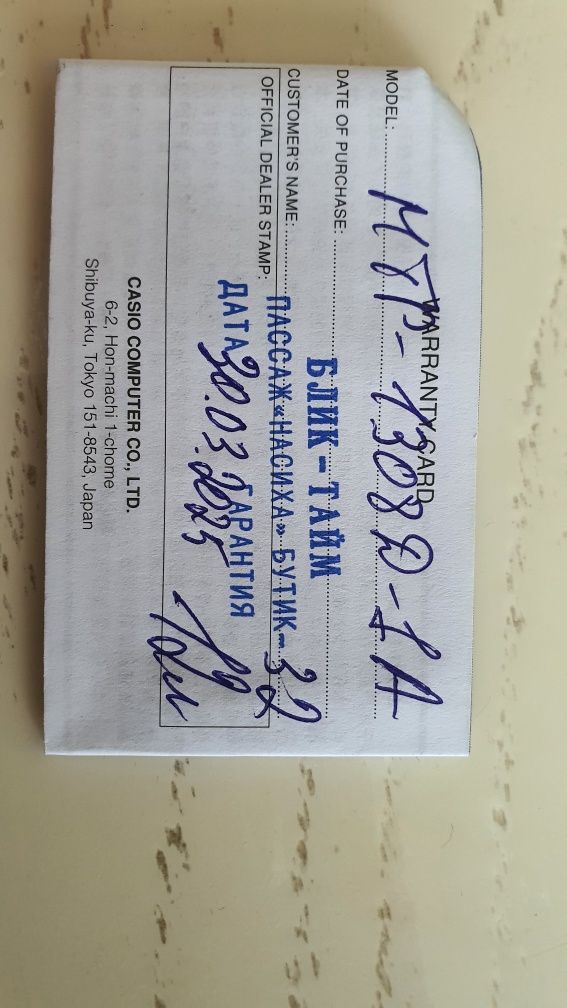 WARRANTY CARD
MODEL: MTP-1308D-1A
DATE OF PURCHASE:
БЛИК-ТАЙМ
CUSTOMER'S NAME:
ПАССАЖ «НАСИХА» БУТИК-32
OFFICIAL DEALER STAMP:
ДАТА 30.03.2025 ГАРАНТИЯ
CASIO COMPUTER CO., LTD.
6-2, Hon-machi 1-chome
Shibuya-ku, Tokyo 151-8543, Japan